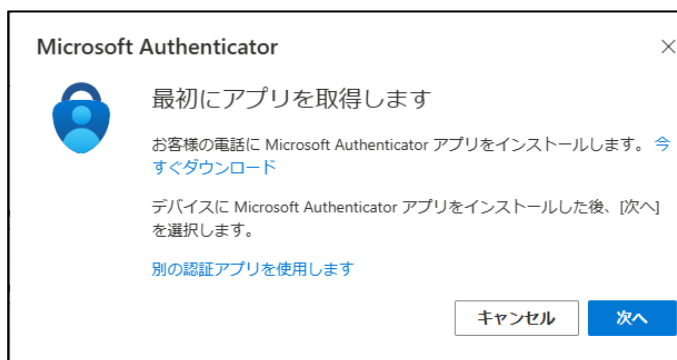 Microsoft Authenticator
最初にアプリを取得します
お客様の電話に Microsoft Authenticator アプリをインストールします。 今
すぐダウンロード
デバイスに Microsoft Authenticator アプリをインストールした後、[次へ]
を選択します。
別の認証アプリを使用します
キャンセル
次へ